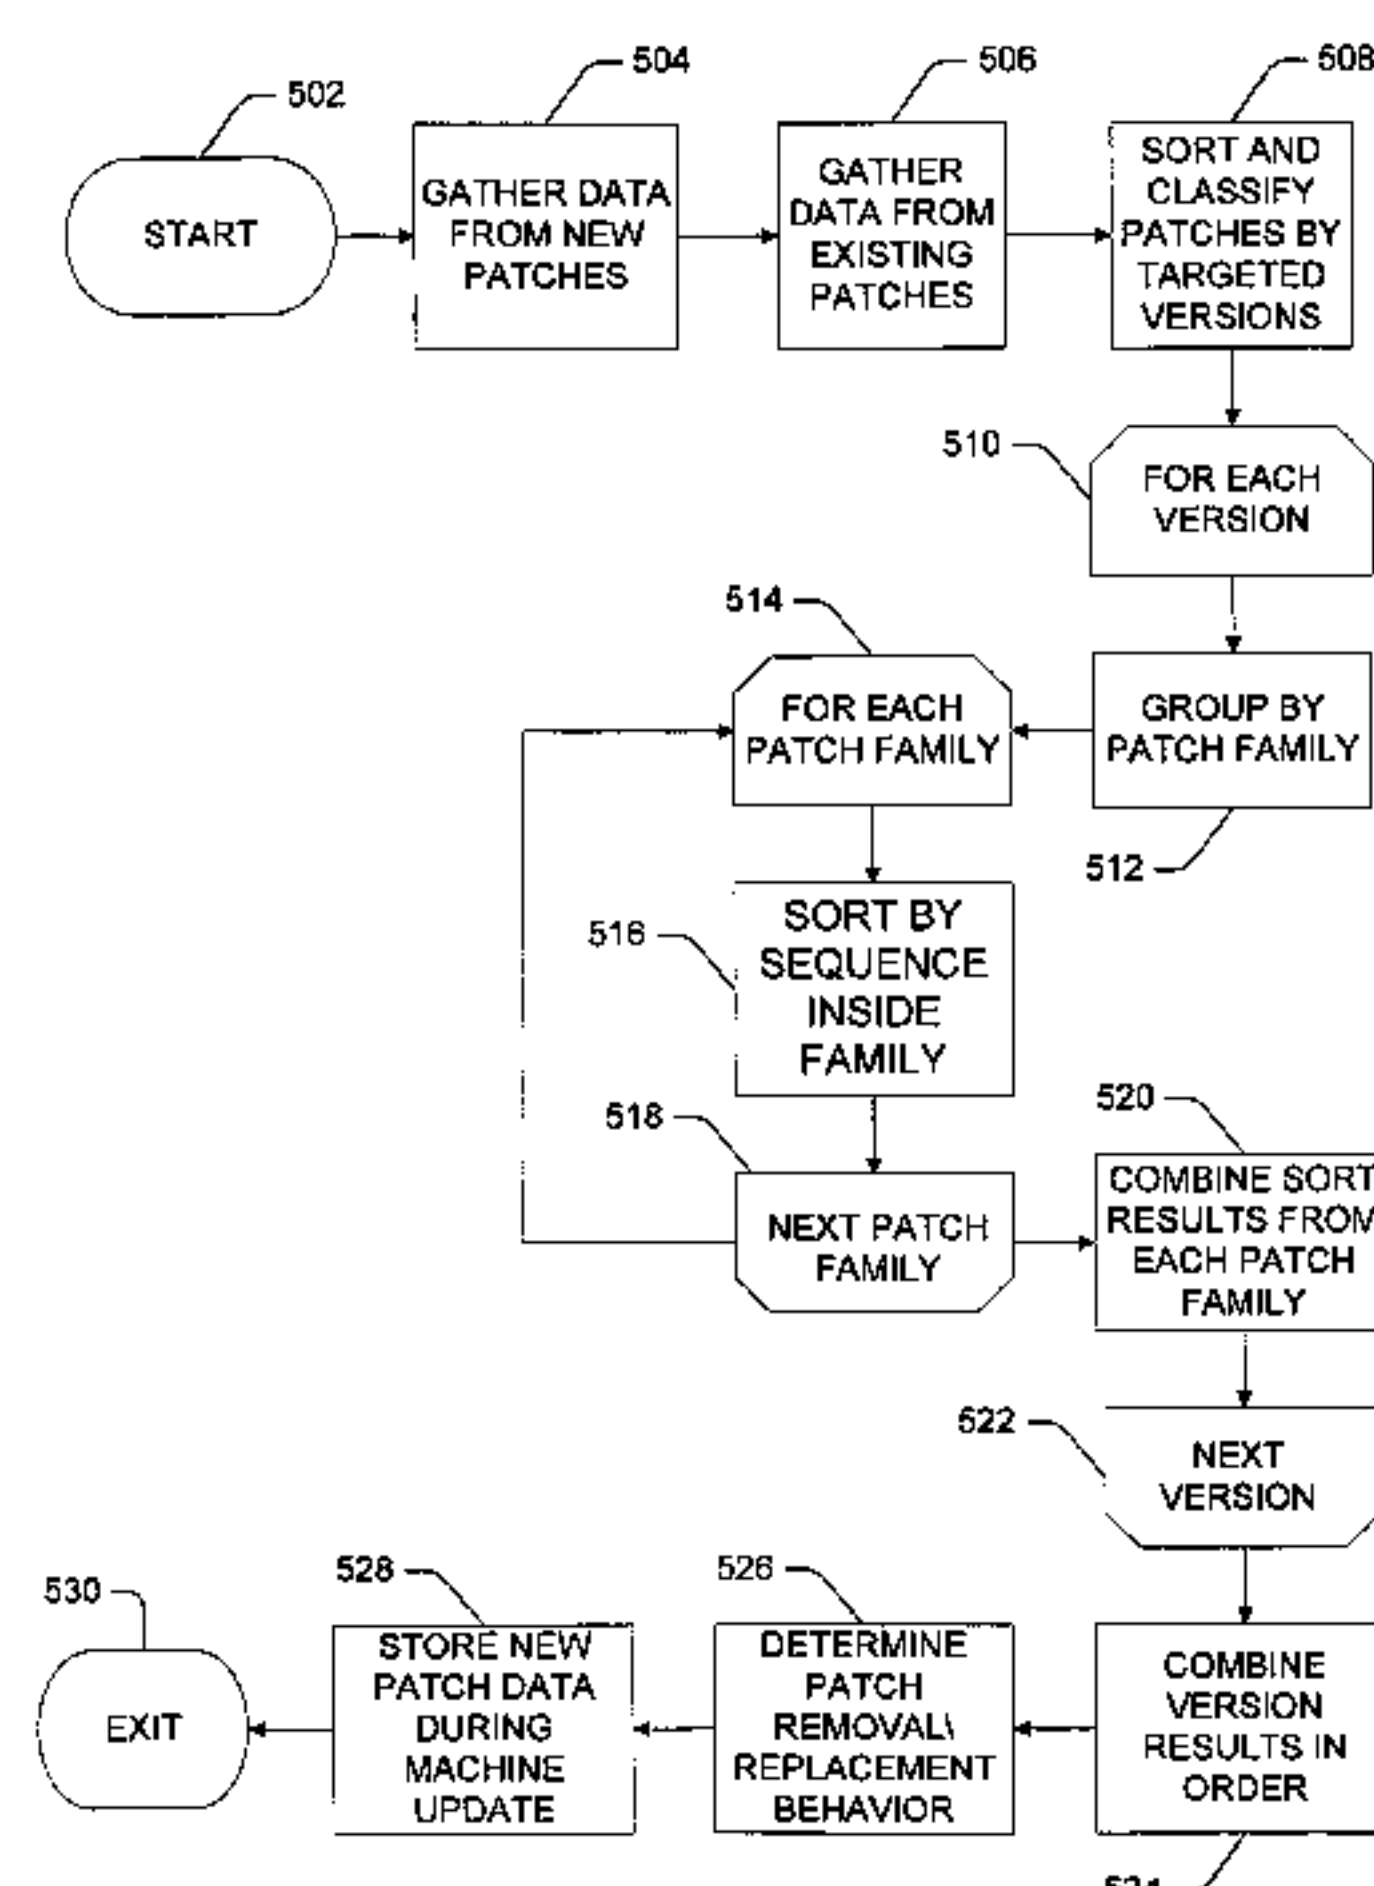 502
504
506
508
START
GATHER DATA
FROM NEW
PATCHES
GATHER
DATA FROM
EXISTING
PATCHES
SORT AND
CLASSIFY
PATCHES BY
TARGETED
VERSIONS
510
FOR EACH
VERSION
514
FOR EACH
PATCH FAMILY
GROUP BY
PATCH FAMILY
512
516
SORT BY
SEQUENCE
INSIDE
FAMILY
518
520
NEXT PATCH
FAMILY
COMBINE SORT
RESULTS FROM
EACH PATCH
FAMILY
522
NEXT
VERSION
530
528
526
EXIT
STORE NEW
PATCH DATA
DURING
MACHINE
UPDATE
DETERMINE
PATCH
REMOVAL\
REPLACEMENT
BEHAVIOR
COMBINE
VERSION
RESULTS IN
ORDER